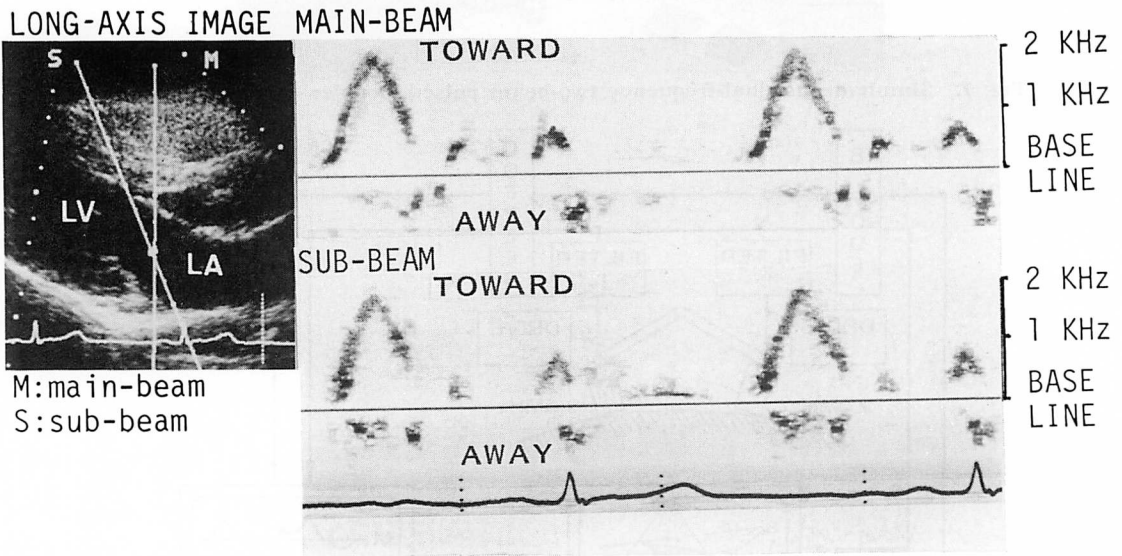 LONG-AXIS IMAGE MAIN-BEAM
S M
LV
LA
M:main-beam
S:sub-beam
TOWARD
2 KHz
1 KHz
BASE
LINE
AWAY
SUB-BEAM
TOWARD
2 KHz
1 KHz
BASE
LINE
AWAY